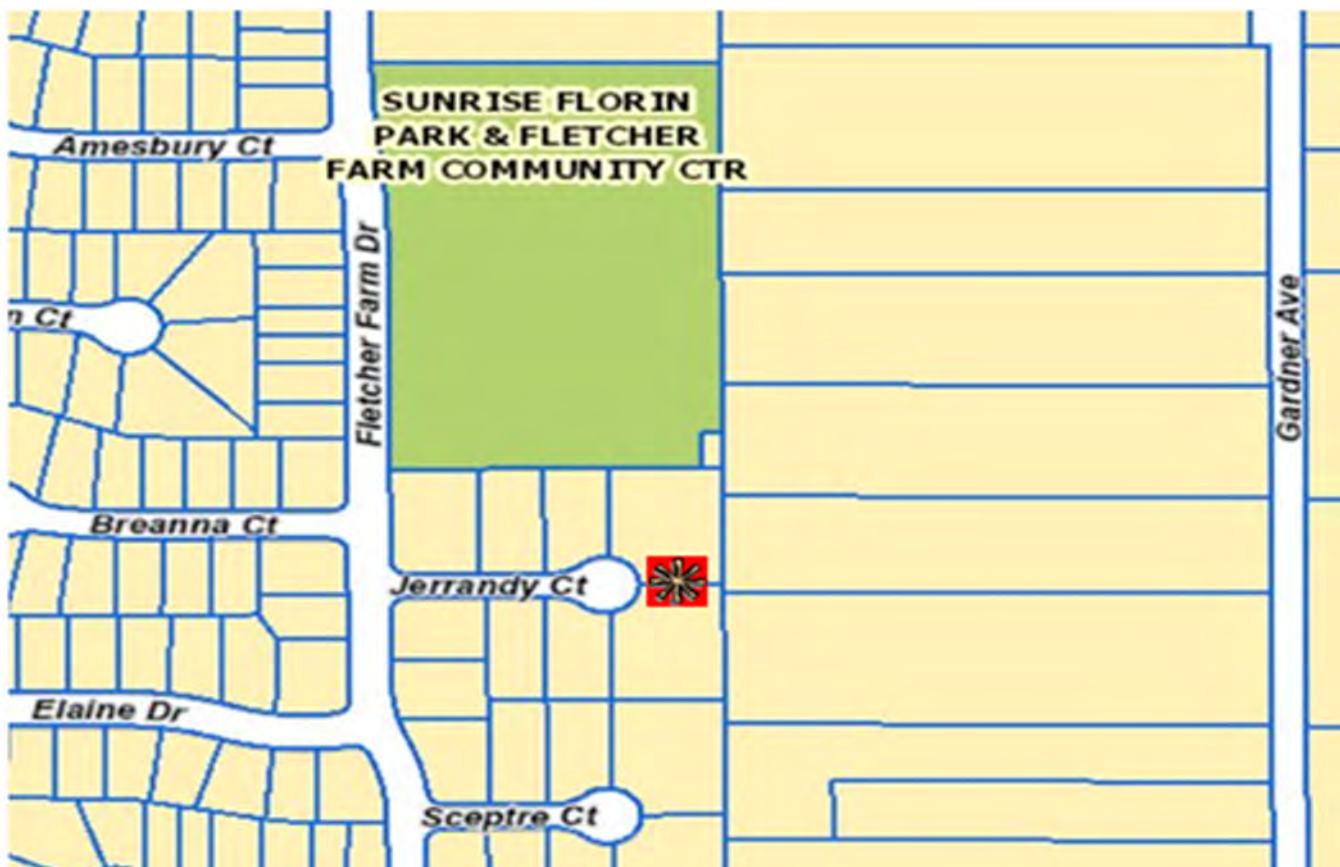 SUNRISE FLORIN
PARK & FLETCHER
FARM COMMUNITY CTR
Amesbury Ct
Fletcher Farm Dr
n Ct
Gardner Ave
Breanna Ct
Jerrandy Ct
Elaine Dr
Sceptre Ct